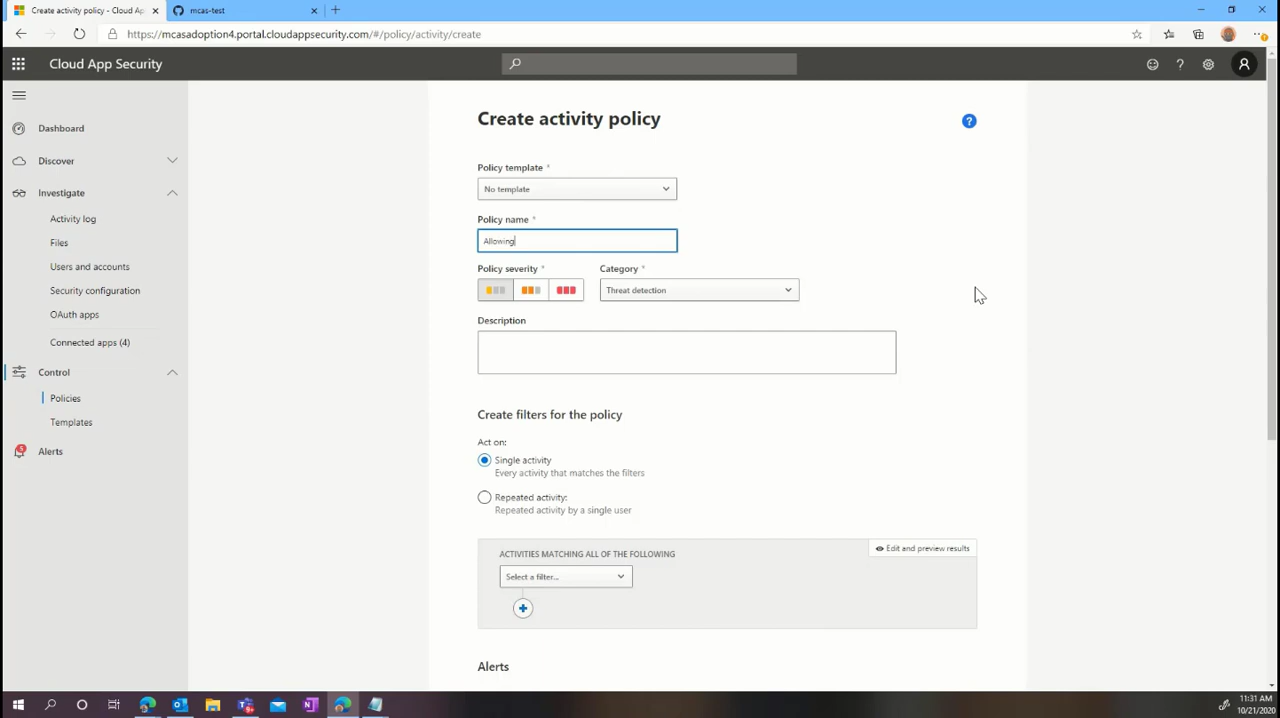 Create activity policy - Cloud App
mcas-test
https://mcasadoption4.portal.cloudappsecurity.com/#/policy/activity/create
Cloud App Security
Dashboard
Discover
Investigate
Activity log
Files
Users and accounts
Security configuration
OAuth apps
Connected apps (4)
Control
Policies
Templates
5
Alerts
Create activity policy
?
Policy template *
No template
Policy name *
Allowing
Policy severity *
Category *
Threat detection
Description
Create filters for the policy
Act on:
Single activity
Every activity that matches the filters
Repeated activity:
Repeated activity by a single user
ACTIVITIES MATCHING ALL OF THE FOLLOWING
Edit and preview results
Select a filter...
Alerts
11:31 AM
10/21/2020